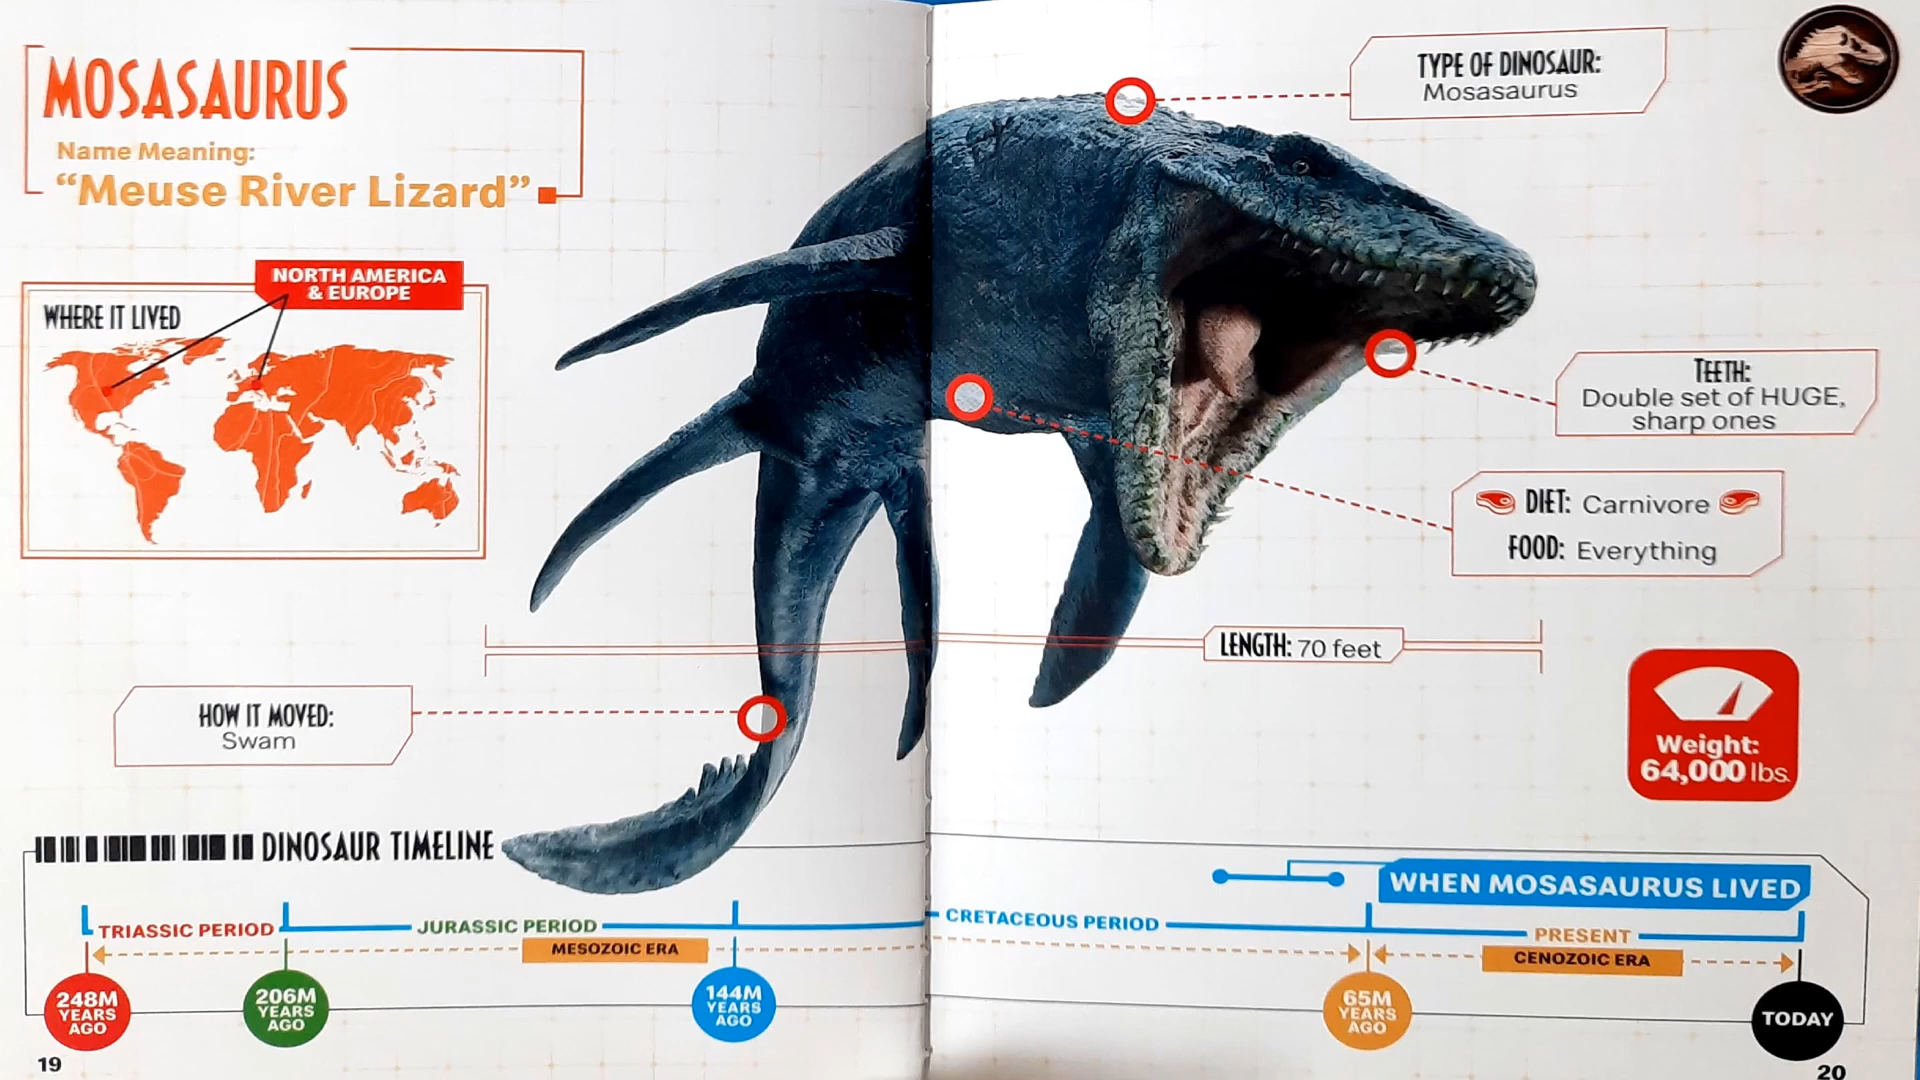 MOSASAURUS
Name Meaning:
“Meuse River Lizard”
NORTH AMERICA
& EUROPE
WHERE IT LIVED
TYPE OF DINOSAUR:
Mosasaurus
TEETH:
Double set of HUGE,
sharp ones
DIET: Carnivore
FOOD: Everything
LENGTH: 70 feet
HOW IT MOVED:
Swam
Weight:
64,000 lbs.
DINOSAUR TIMELINE
WHEN MOSASAURUS LIVED
TRIASSIC PERIOD
JURASSIC PERIOD
CRETACEOUS PERIOD
PRESENT
MESOZOIC ERA
CENOZOIC ERA
248M
YEARS
AGO
206M
YEARS
AGO
144M
YEARS
AGO
65M
YEARS
AGO
TODAY
19
20